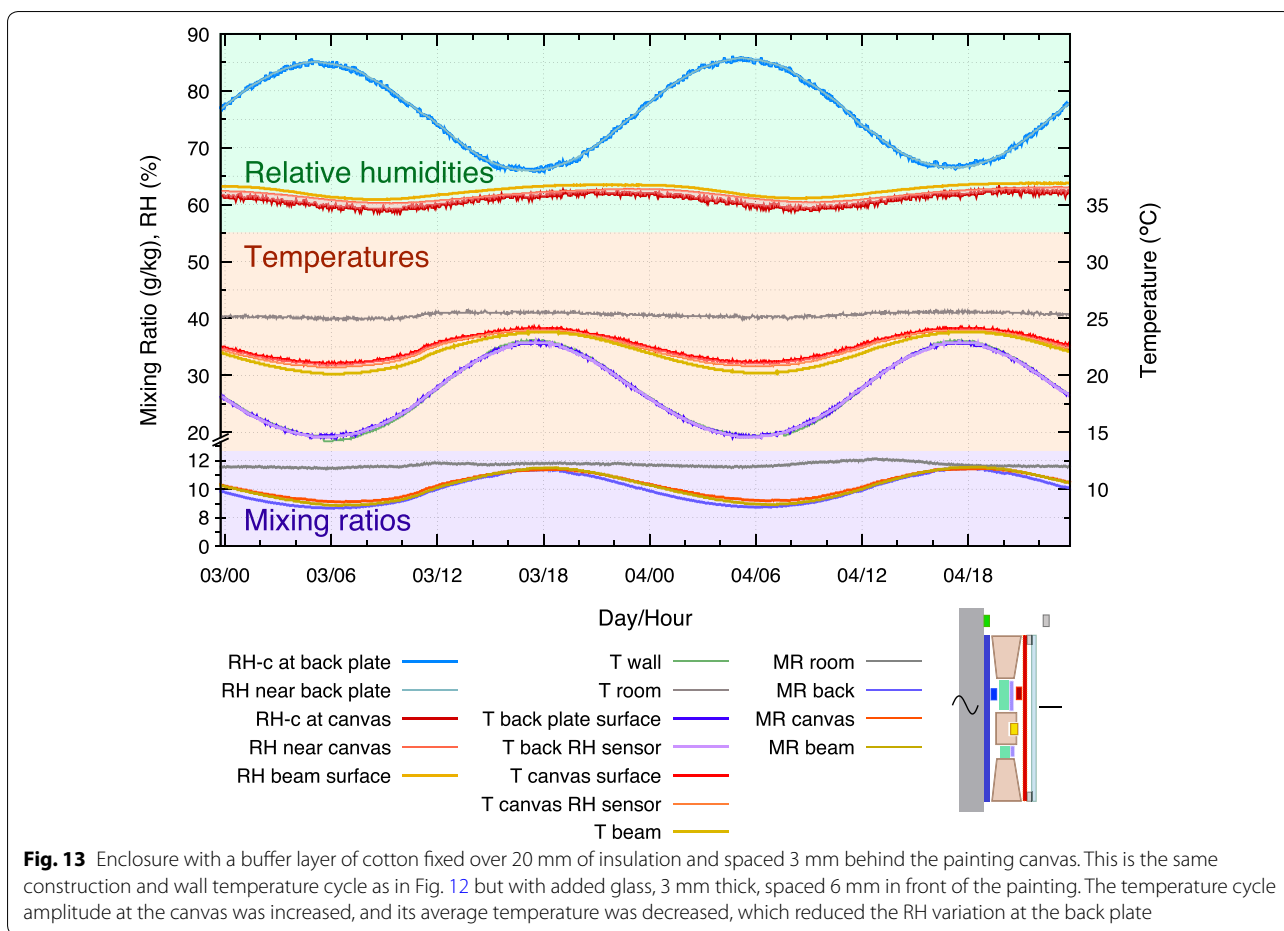 90
80
70
60
50
40
30
20
12
10
8
0
Mixing Ratio (g/kg), RH (%)
Relative humidities
Temperatures
Mixing ratios
35
30
25
20
15
10
Temperature (ºC)
03/00 03/06 03/12 03/18 04/00 04/06 04/12 04/18
Day/Hour
RH-c at back plate
RH near back plate
RH-c at canvas
RH near canvas
RH beam surface
T wall
T room
T back plate surface
T back RH sensor
T canvas surface
T canvas RH sensor
T beam
MR room
MR back
MR canvas
MR beam
Fig. 13 Enclosure with a buffer layer of cotton fixed over 20 mm of insulation and spaced 3 mm behind the painting canvas. This is the same
construction and wall temperature cycle as in Fig. 12 but with added glass, 3 mm thick, spaced 6 mm in front of the painting. The temperature cycle
amplitude at the canvas was increased, and its average temperature was decreased, which reduced the RH variation at the back plate